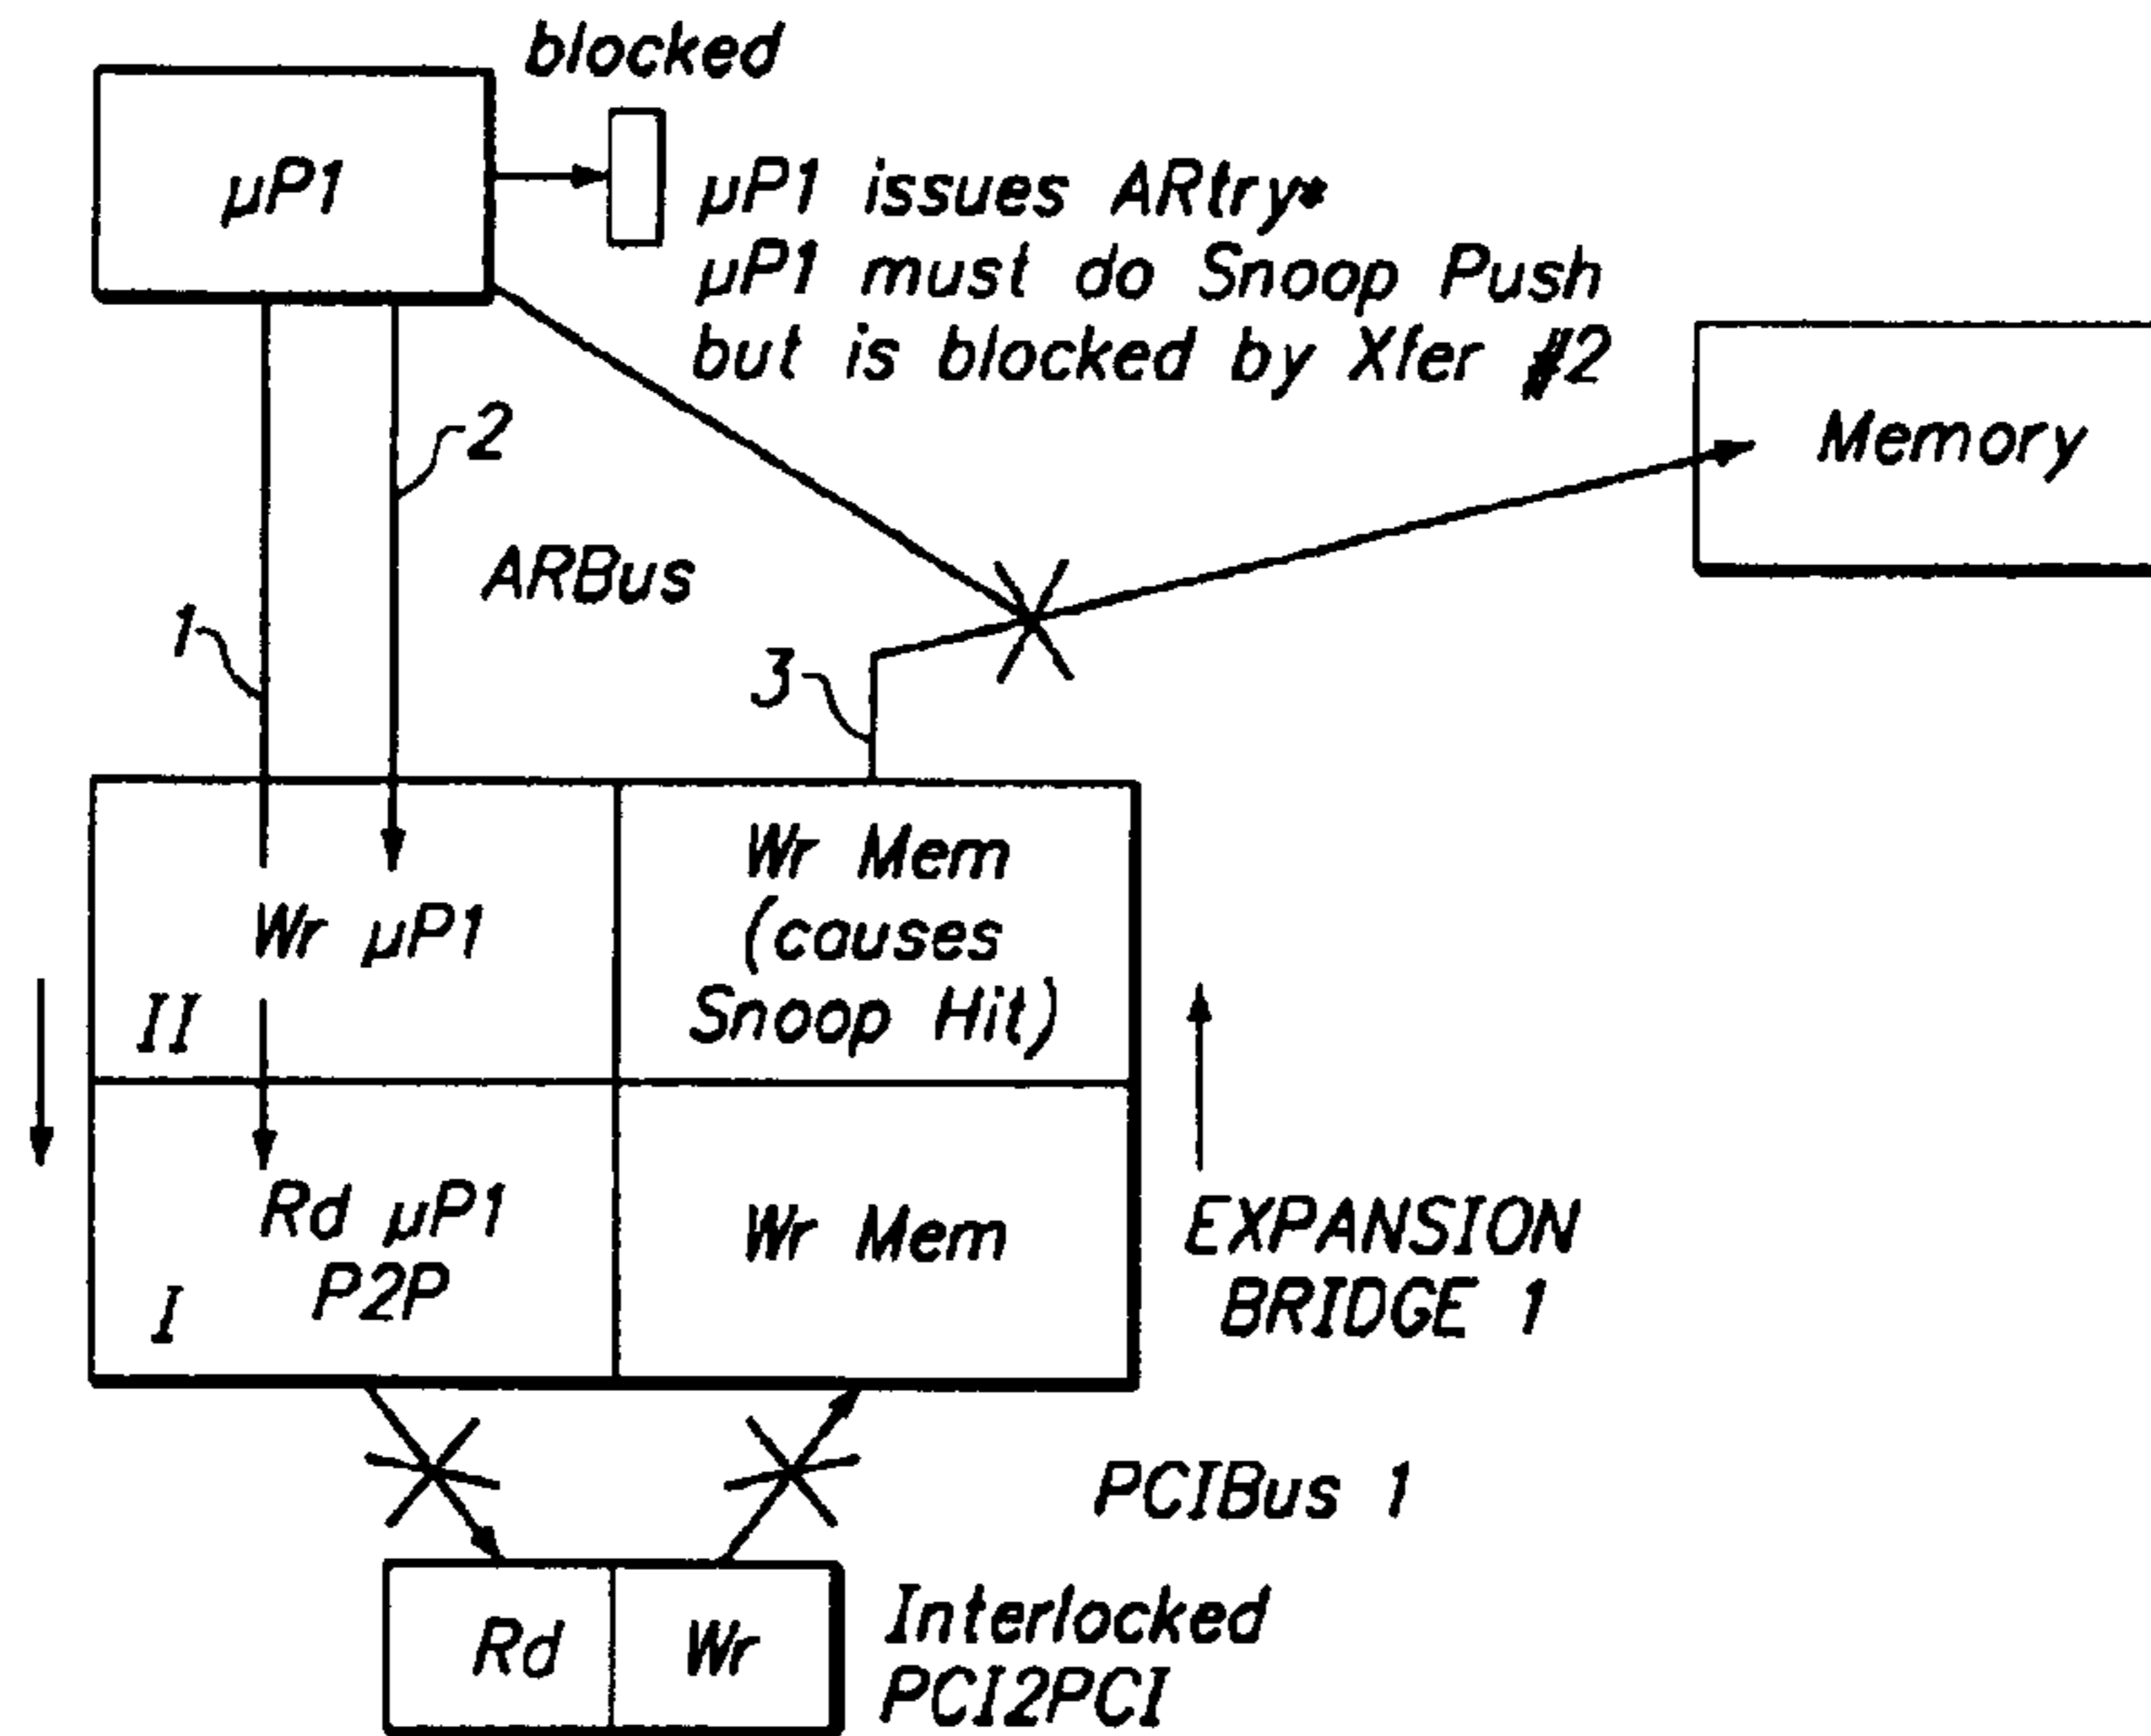 blocked
µP1
µP1 issues ARtry*
µP1 must do Snoop Push
but is blocked by Xfer #2
Memory
2
ARBus
1
3
Wr µP1
II
Wr Mem
(causes
Snoop Hit)
Rd µP1
P2P
I
Wr Mem
EXPANSION
BRIDGE 1
PCIBus 1
Rd
Wr
Interlocked
PCI2PCI